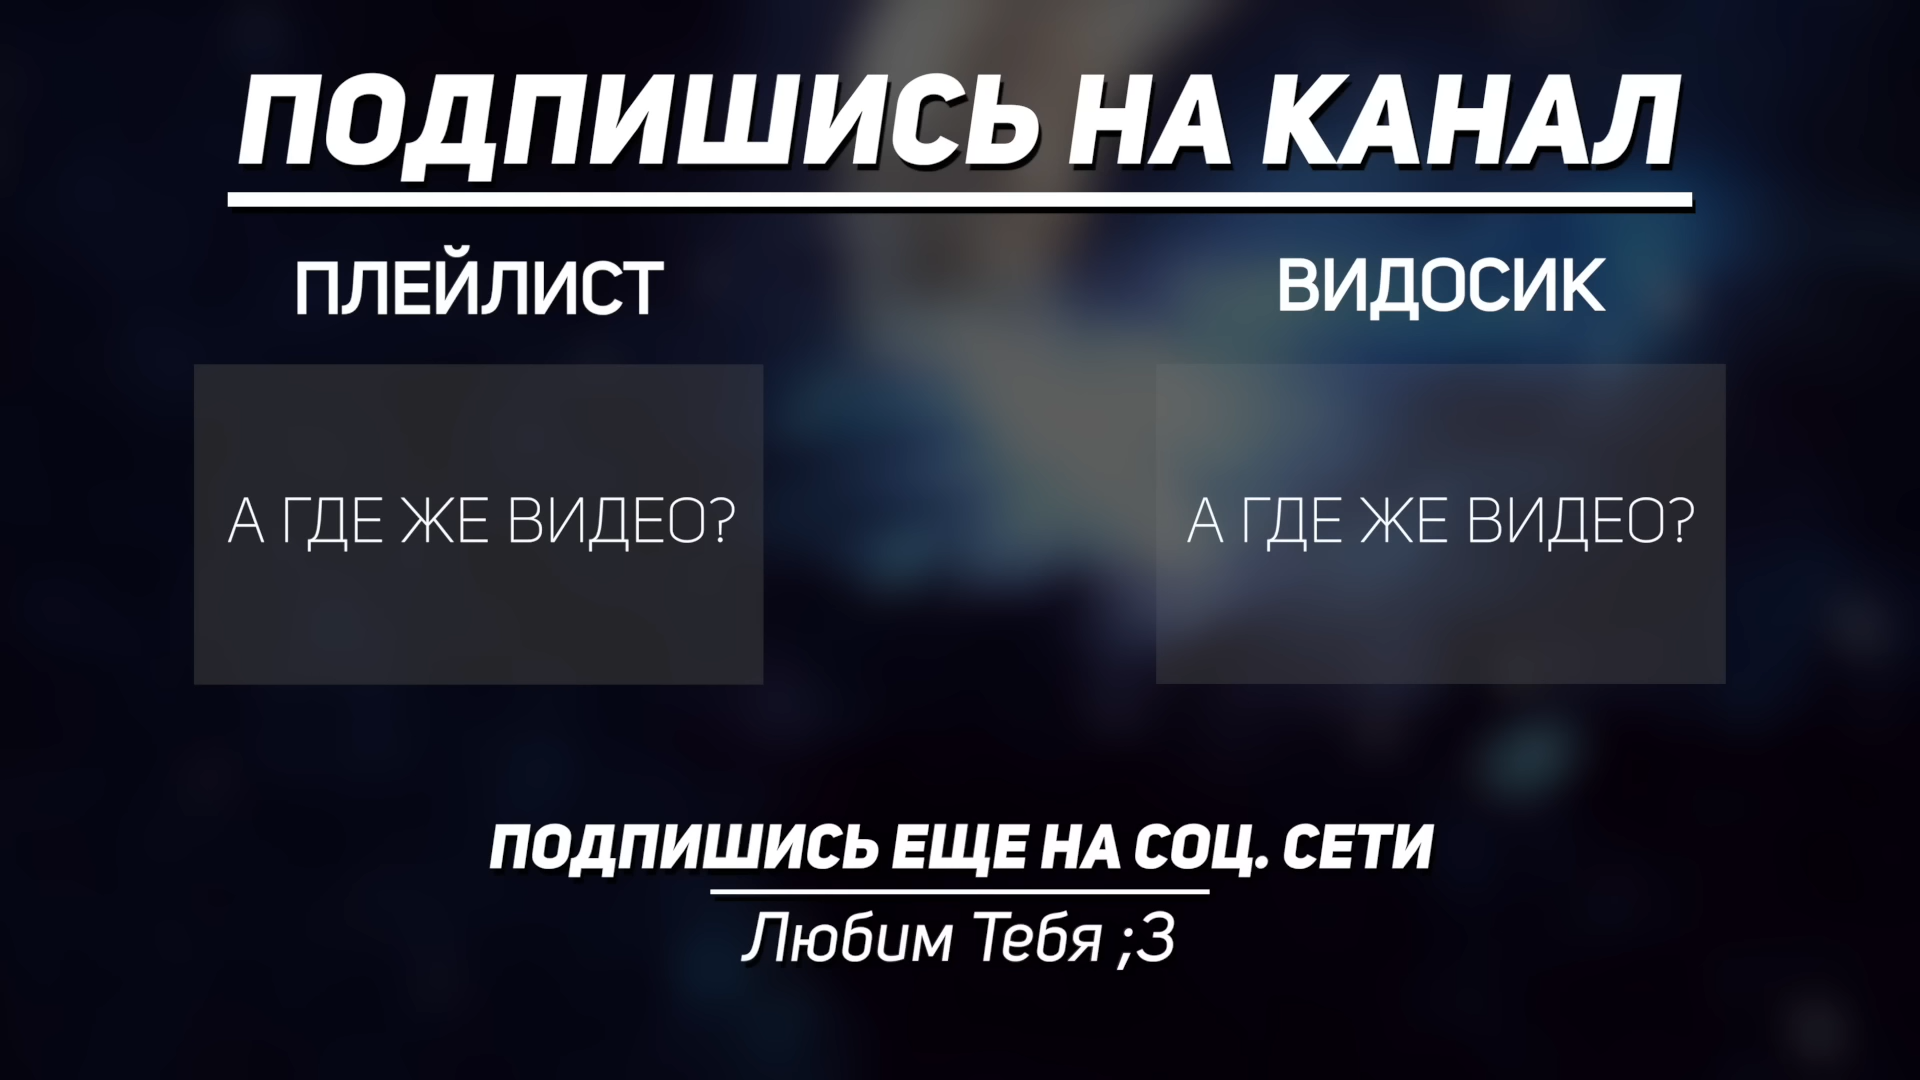 ПОДПИШИСЬ НА КАНАЛ
ПЛЕЙЛИСТ
ВИДОСИК
А ГДЕ ЖЕ ВИДЕО?
А ГДЕ ЖЕ ВИДЕО?
ПОДПИШИСЬ ЕЩЕ НА СОЦ. СЕТИ
Любим Тебя ;3